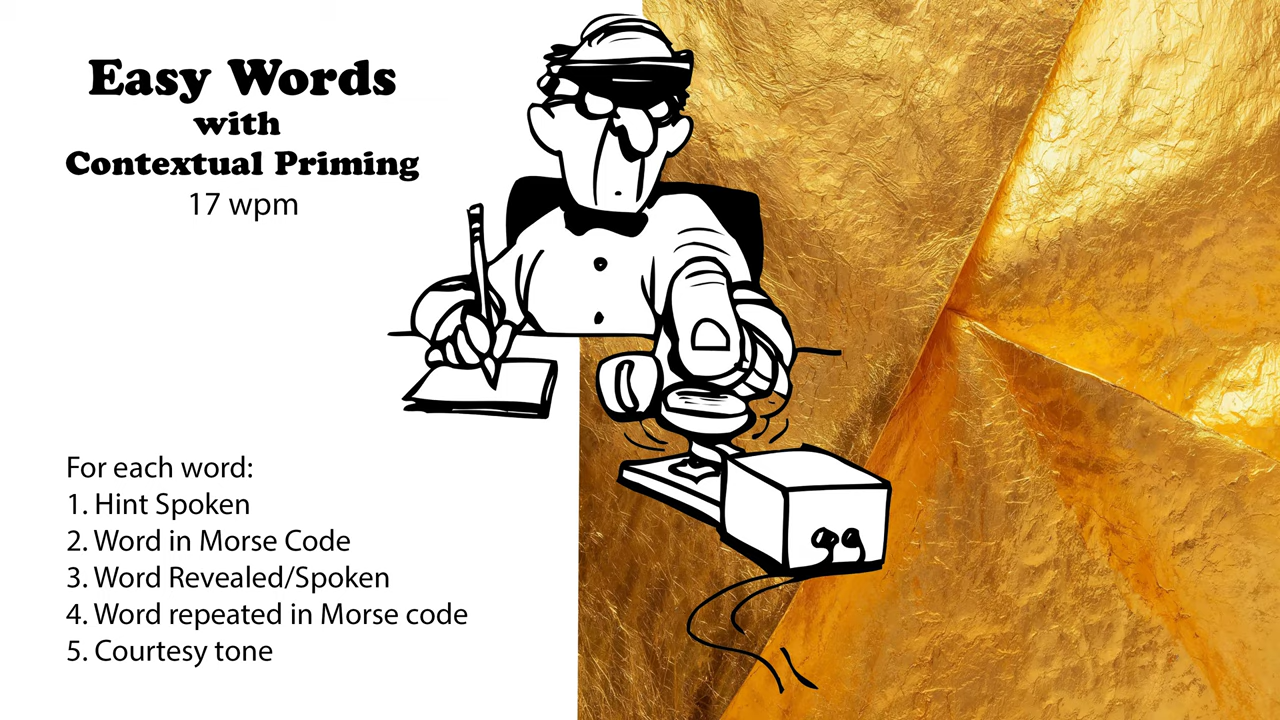 Easy Words
with
Contextual Priming
17 wpm
For each word:
1. Hint Spoken
2. Word in Morse Code
3. Word Revealed/Spoken
4. Word repeated in Morse code
5. Courtesy tone